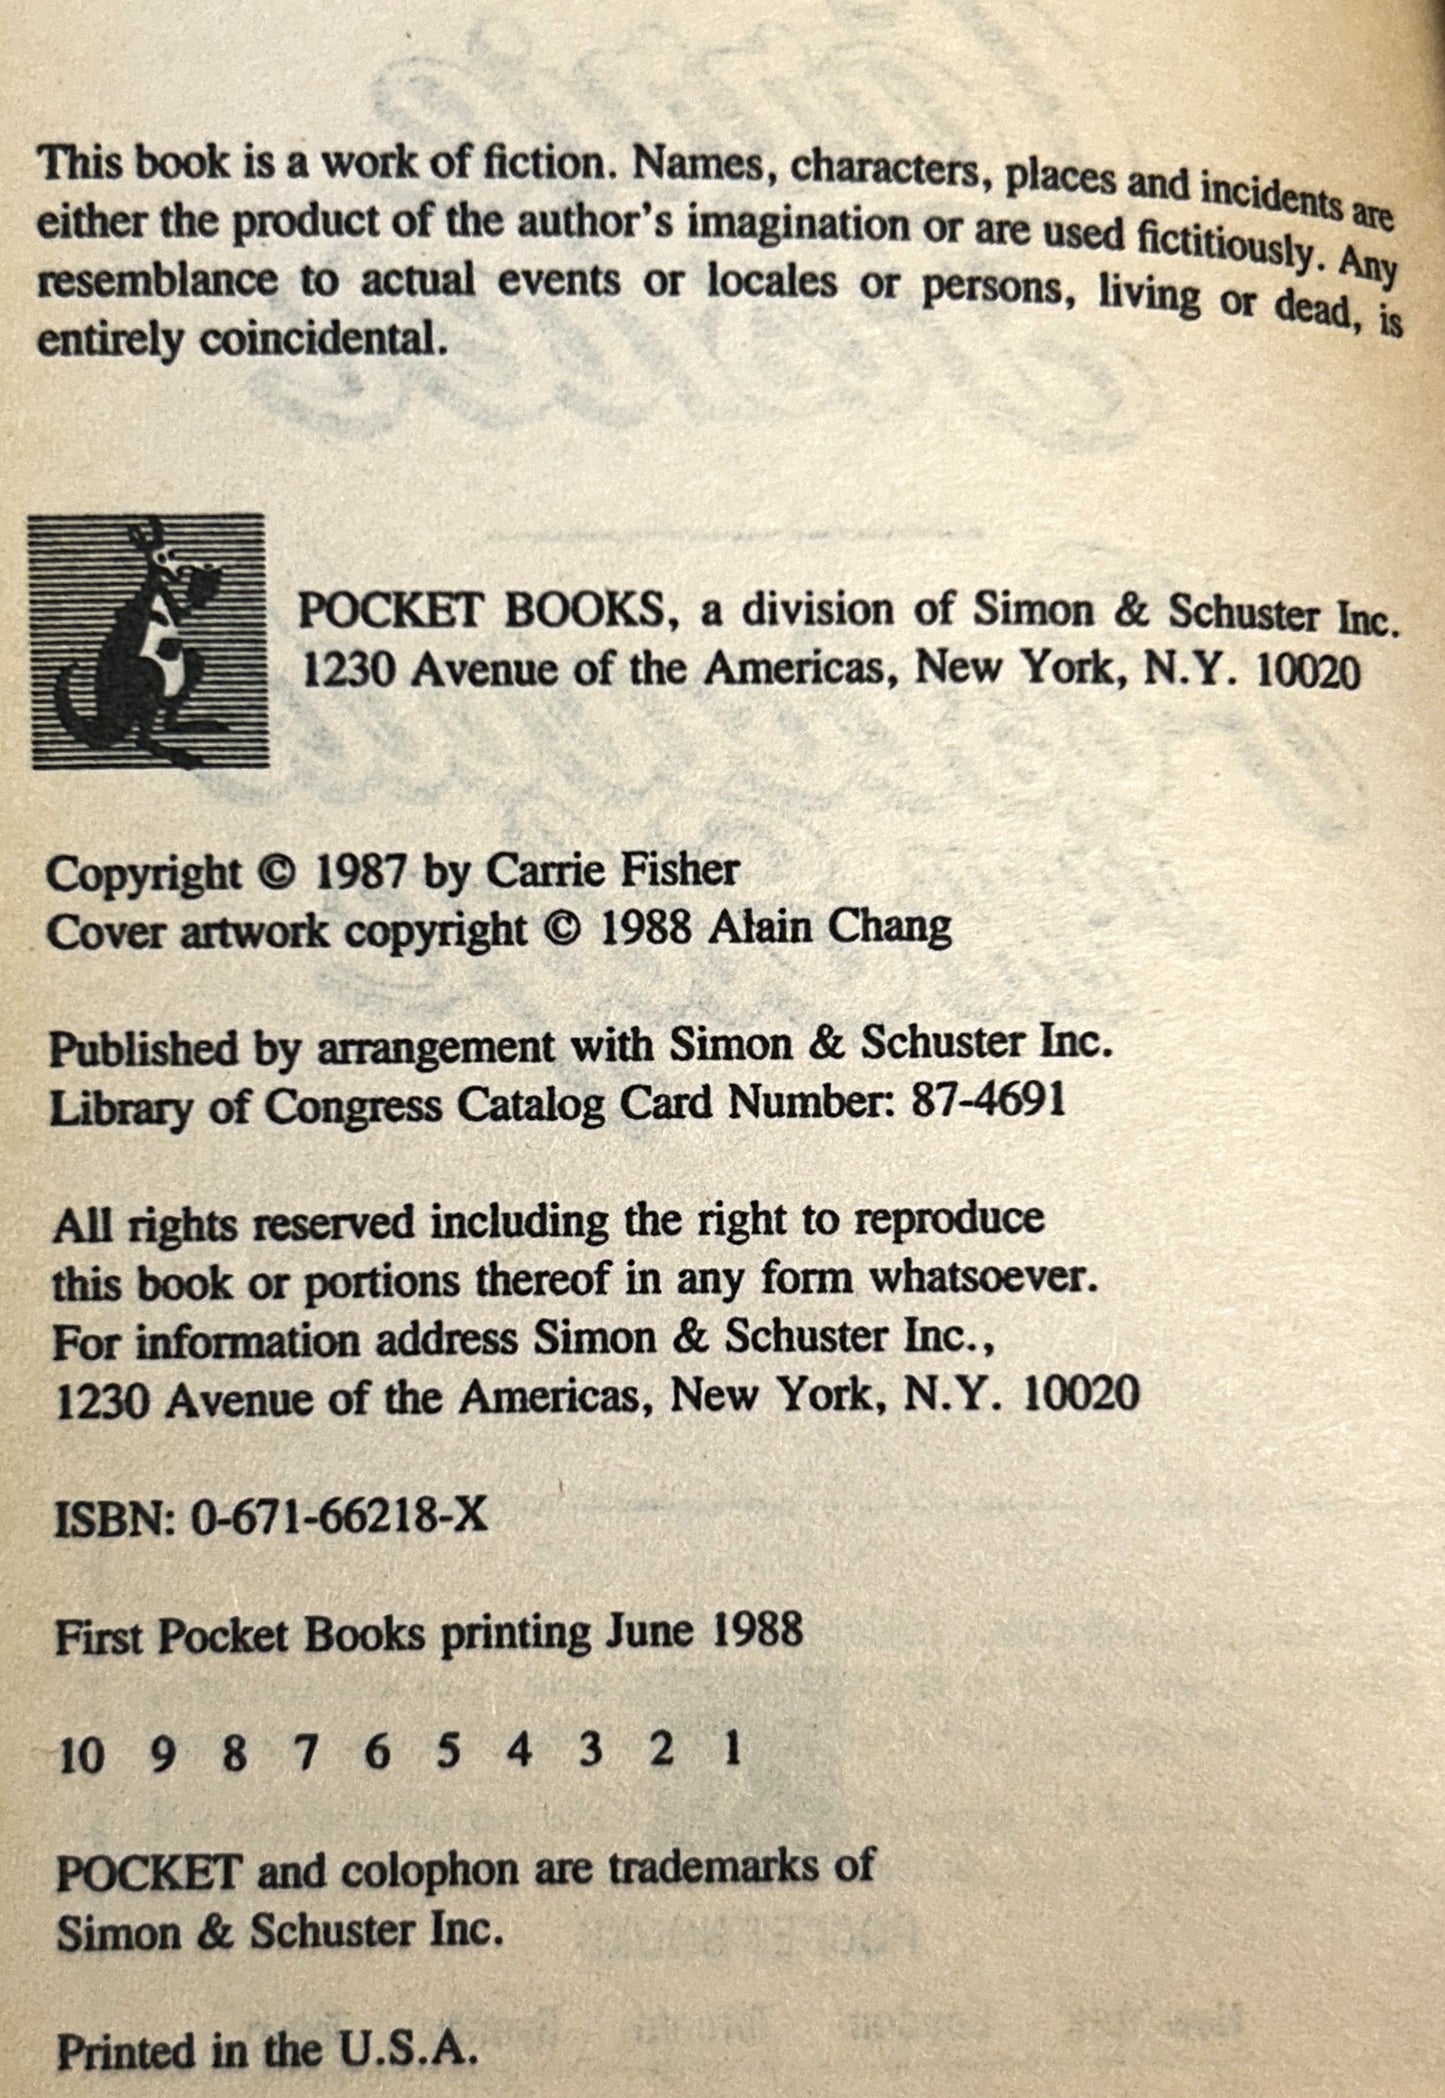 This book is a work of fiction. Names, characters, places and incidents are
either the product of the author's imagination or are used fictitiously. Any
resemblance to actual events or locales or persons, living or dead, is
entirely coincidental.
POCKET BOOKS, a division of Simon & Schuster Inc.
1230 Avenue of the Americas, New York, N.Y. 10020
Copyright © 1987 by Carrie Fisher
Cover artwork copyright © 1988 Alain Chang
Published by arrangement with Simon & Schuster Inc.
Library of Congress Catalog Card Number: 87-4691
All rights reserved including the right to reproduce
this book or portions thereof in any form whatsoever.
For information address Simon & Schuster Inc.,
1230 Avenue of the Americas, New York, N.Y. 10020
ISBN: 0-671-66218-X
First Pocket Books printing June 1988
10 9 8 7 6 5 4 3 2 1
POCKET and colophon are trademarks of
Simon & Schuster Inc.
Printed in the U.S.A.